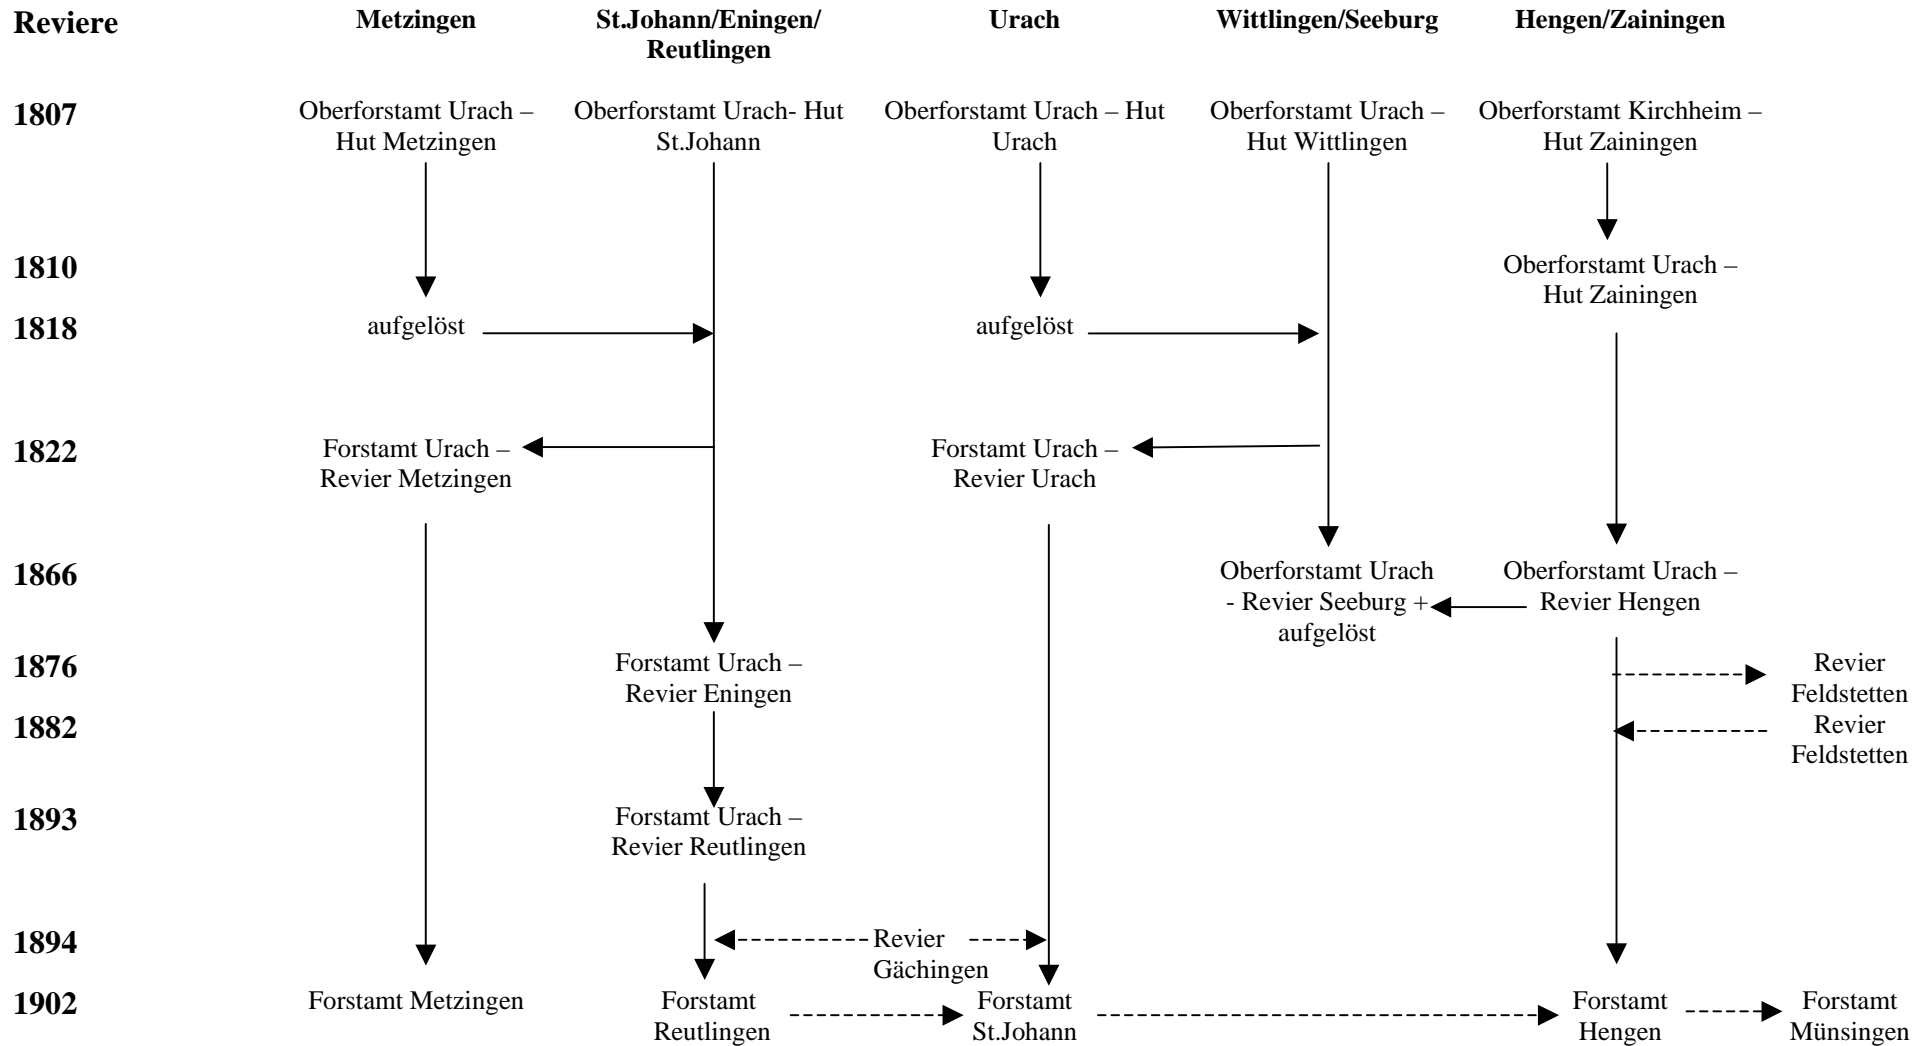 Reviere
Metzingen
St.Johann/Eningen/
Reutlingen
Urach
Wittlingen/Seeburg
Hengen/Zainingen
1807
Oberforstamt Urach –
Hut Metzingen
Oberforstamt Urach- Hut
St.Johann
Oberforstamt Urach – Hut
Urach
Oberforstamt Urach –
Hut Wittlingen
Oberforstamt Kirchheim –
Hut Zainingen
1810
Oberforstamt Urach –
Hut Zainingen
1818
aufgelöst
aufgelöst
1822
Forstamt Urach –
Revier Metzingen
Forstamt Urach –
Revier Urach
1866
Oberforstamt Urach
- Revier Seeburg +
aufgelöst
Oberforstamt Urach –
Revier Hengen
1876
Forstamt Urach –
Revier Eningen
Revier
Feldstetten
1882
Revier
Feldstetten
1893
Forstamt Urach –
Revier Reutlingen
1894
Revier
Gächingen
1902
Forstamt Metzingen
Forstamt
Reutlingen
Forstamt
St.Johann
Forstamt
Hengen
Forstamt
Münsingen